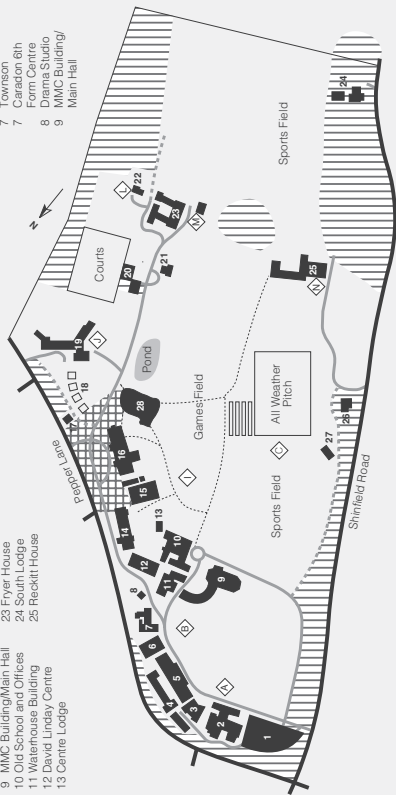 7 Townson
7 Caradon 6th
Form Centre
8 Drama Studio
9 MMC Building/
Main Hall
9 MMC Building/Main Hall
10 Old School and Offices
11 Waterhouse Building
12 David Linday Centre
13 Centre Lodge
23 Fryer House
24 South Lodge
25 Reckitt House
N
Pepper Lane
Courts
Pond
Games Field
All Weather
Pitch
Sports Field
Sports Field
Shinfield Road
A
B
C
I
J
L
M
N
1
2
3
4
5
6
7
8
9
10
11
12
13
14
15
16
17
18
19
20
21
22
23
24
25
26
27
28